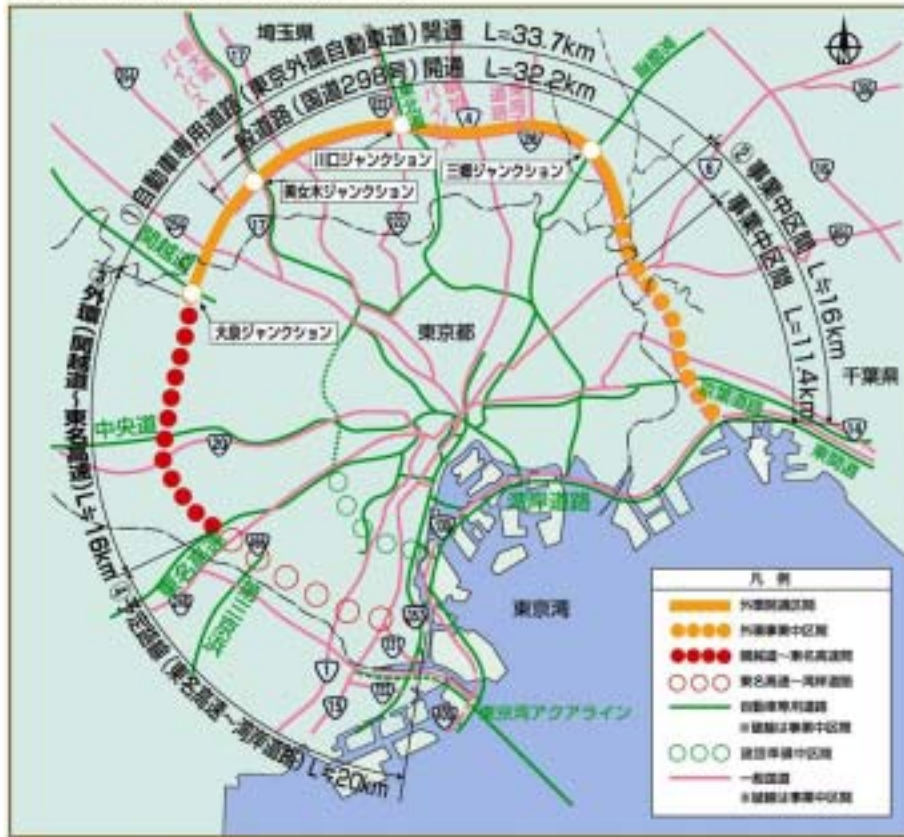 埼玉県
①自動車専用道路(東京外環自動車道)開通 L=33.7km
一般道路(国道298号)開通 L=32.2km
川口ジャンクション
美女木ジャンクション
三郷ジャンクション
大泉ジャンクション
②事業中区間 L≒16km
事業中区間 L=11.4km
関越道
東京都
千葉県
中央道
京葉道路
東関道
湾岸道路
東名高速
第三京浜
東京湾
東京湾アクアライン
③外環(関越道~東名高速)L≒16km
④予定路線(東名高速~湾岸道路)L≒20km
17
4
6
17
20
14
1
15
凡例
外環開通区間
外環事業中区間
関越道~東名高速間
東名高速~湾岸道路
自動車専用道路
※破線は事業中区間
建設準備中区間
一般国道
※破線は事業中区間